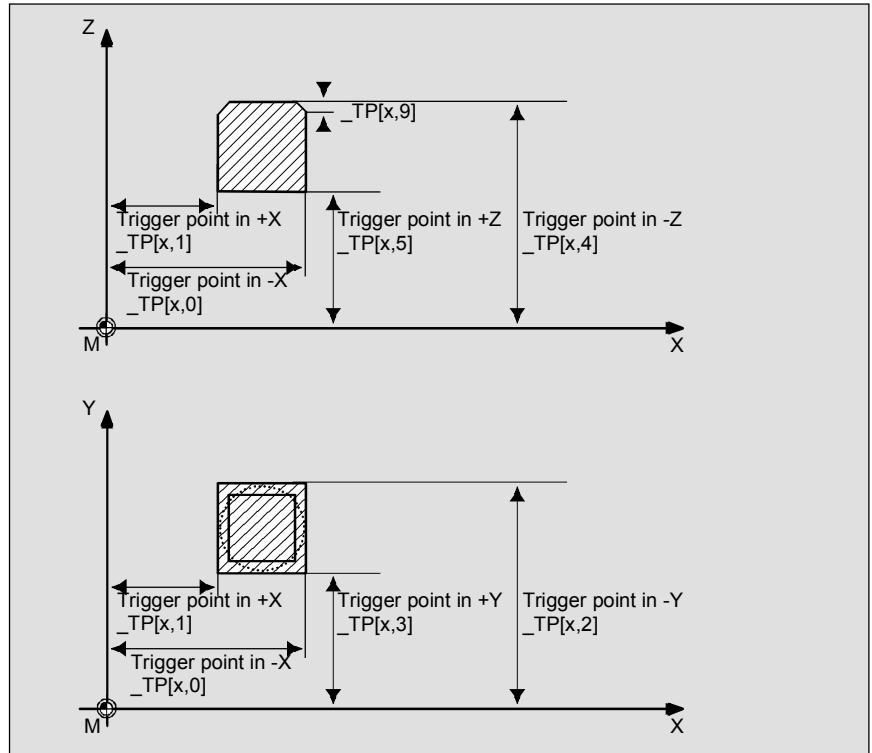 Z
_TP[x,9]
Trigger point in +X
_TP[x,1]
Trigger point in +Z
_TP[x,5]
Trigger point in -Z
_TP[x,4]
Trigger point in -X
_TP[x,0]
M
X
Y
Trigger point in +X
_TP[x,1]
Trigger point in +Y
_TP[x,3]
Trigger point in -Y
_TP[x,2]
Trigger point in -X
_TP[x,0]
M
X